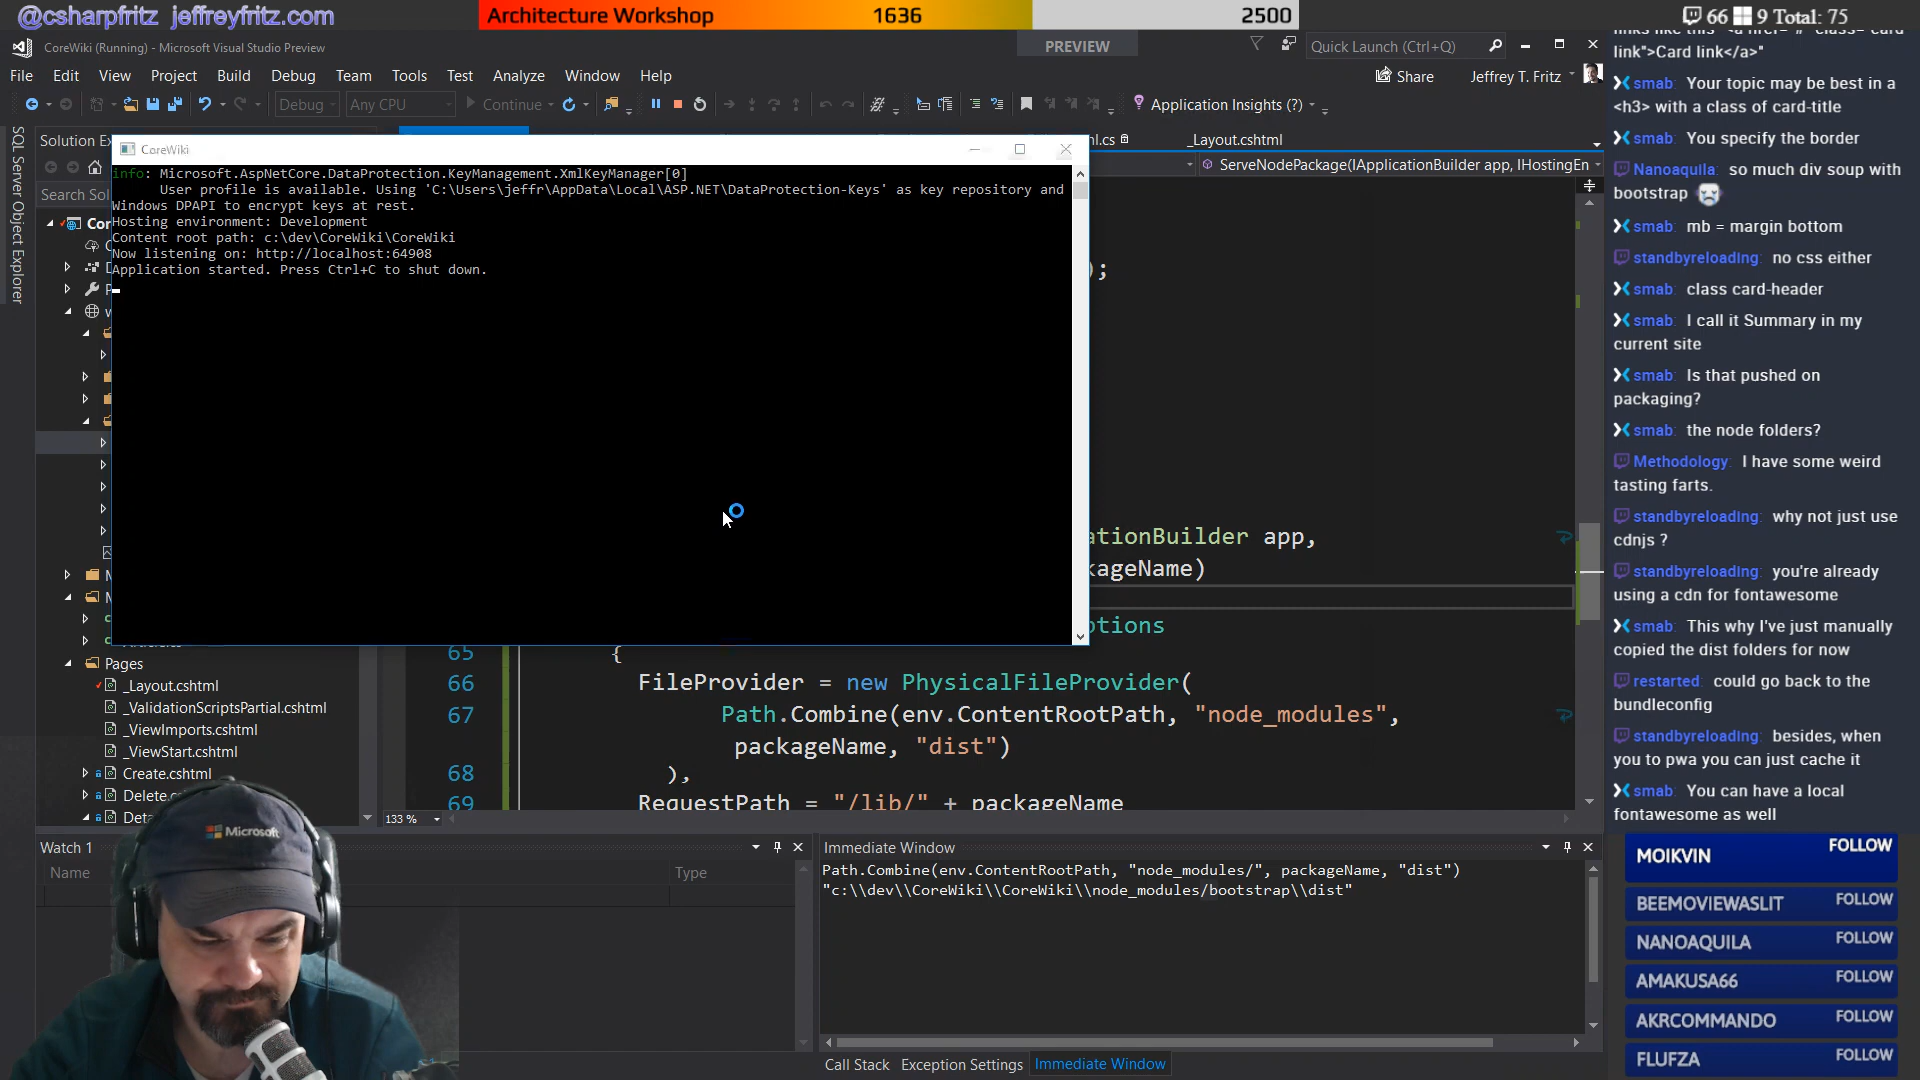 @csharpfritz jeffreyfritz.com
Architecture Workshop 1636 2500
66 9 Total: 75
CoreWiki (Running) - Microsoft Visual Studio Preview
PREVIEW
Quick Launch (Ctrl+Q)
File Edit View Project Build Debug Team Tools Test Analyze Window Help
Share Jeffrey T. Fritz
Debug Any CPU Continue Application Insights (?)
SQL Server Object Explorer
Solution Ex
Search Sol
_Layout.cshtml
ServeNodePackage(IApplicationBuilder app, IHostingEn
CoreWiki
info: Microsoft.AspNetCore.DataProtection.KeyManagement.XmlKeyManager[0]
User profile is available. Using 'C:\Users\jeffr\AppData\Local\ASP.NET\DataProtection-Keys' as key repository and
Windows DPAPI to encrypt keys at rest.
Hosting environment: Development
Content root path: c:\dev\CoreWiki\CoreWiki
Now listening on: http://localhost:64908
Application started. Press Ctrl+C to shut down.
);
ationBuilder app,
kageName)
ptions
65 {
66 FileProvider = new PhysicalFileProvider(
67 Path.Combine(env.ContentRootPath, "node_modules",
packageName, "dist")
68 ),
69 RequestPath = "/lib/" + packageName
133 %
Pages
_Layout.cshtml
_ValidationScriptsPartial.cshtml
_ViewImports.cshtml
_ViewStart.cshtml
Create.cshtml
Delete.c
Deta
Watch 1
Name Type
Microsoft
Immediate Window
Path.Combine(env.ContentRootPath, "node_modules/", packageName, "dist")
"c:\\dev\\CoreWiki\\CoreWiki\\node_modules/bootstrap\\dist"
Call Stack Exception Settings Immediate Window
link">Card link</a>"
smab: Your topic may be best in a
<h3> with a class of card-title
smab: You specify the border
Nanoaquila: so much div soup with
bootstrap
smab: mb = margin bottom
standbyreloading: no css either
smab: class card-header
smab: I call it Summary in my
current site
smab: Is that pushed on
packaging?
smab: the node folders?
Methodology: I have some weird
tasting farts.
standbyreloading: why not just use
cdnjs ?
standbyreloading: you're already
using a cdn for fontawesome
smab: This why I've just manually
copied the dist folders for now
restarted: could go back to the
bundleconfig
standbyreloading: besides, when
you to pwa you can just cache it
smab: You can have a local
fontawesome as well
MOIKVIN FOLLOW
BEEMOVIEWASLIT FOLLOW
NANOAQUILA FOLLOW
AMAKUSA66 FOLLOW
AKRCOMMANDO FOLLOW
FLUFZA FOLLOW